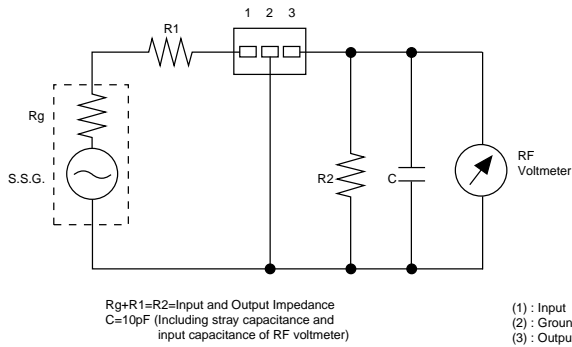 1 2 3
R1
Rg
S.S.G.
R2
C
RF
Voltmeter
Rg+R1=R2=Input and Output Impedance
C=10pF (Including stray capacitance and
input capacitance of RF voltmeter)
(1) : Input
(2) : Groun
(3) : Outpu